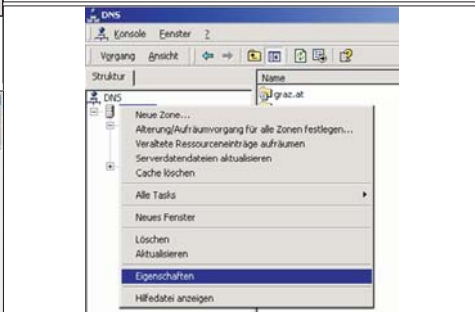 DNS
Konsole Fenster ?
Vorgang Ansicht
Struktur
Name
DNS
graz.at
Neue Zone...
Alterung/Aufräumvorgang für alle Zonen festlegen...
Veraltete Ressourceneinträge aufräumen
Serverdatendateien aktualisieren
Cache löschen
Alle Tasks
Neues Fenster
Löschen
Aktualisieren
Eigenschaften
Hilfedatei anzeigen